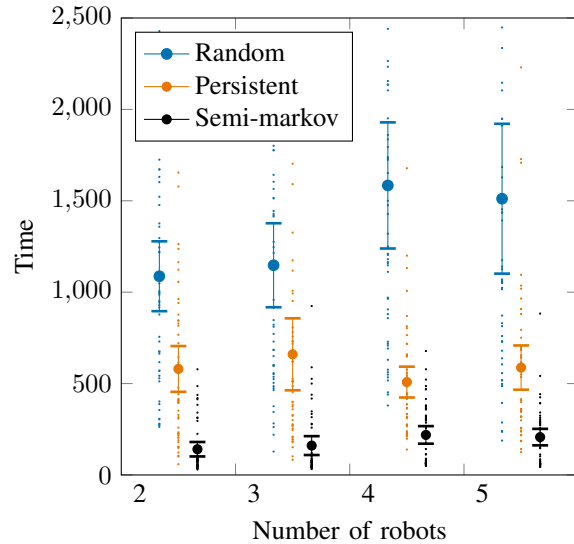 2,500
2,000
1,500
1,000
500
0
Time
Random
Persistent
Semi-markov
2 3 4 5
Number of robots